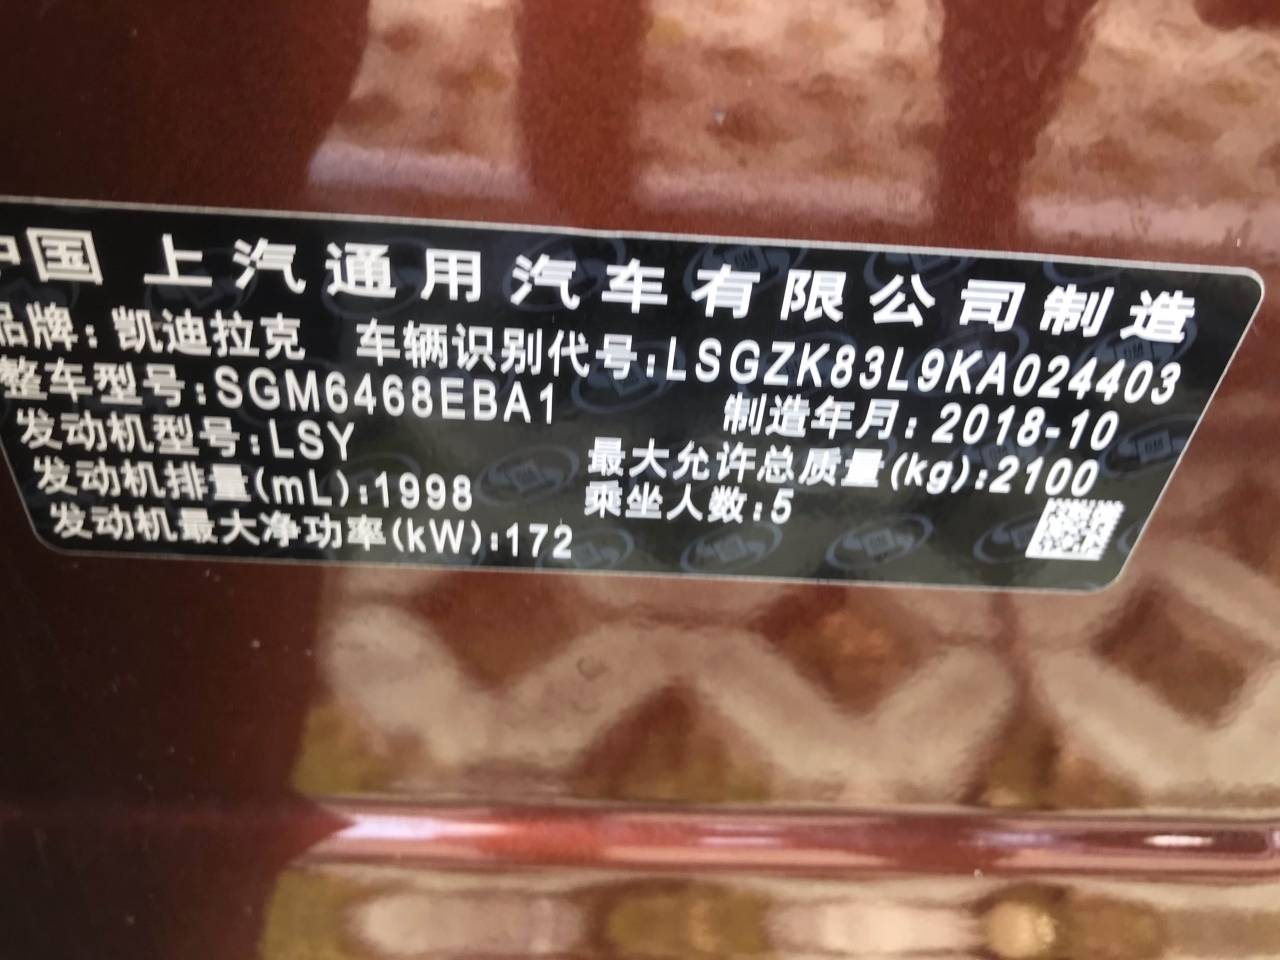 中国 上汽通用汽车有限公司制造
品牌:凯迪拉克 车辆识别代号:LSGZK83L9KA024403
整车型号:SGM6468EBA1 制造年月:2018-10
发动机型号:LSY 最大允许总质量(kg):2100
发动机排量(mL):1998 乘坐人数:5
发动机最大净功率(kW):172